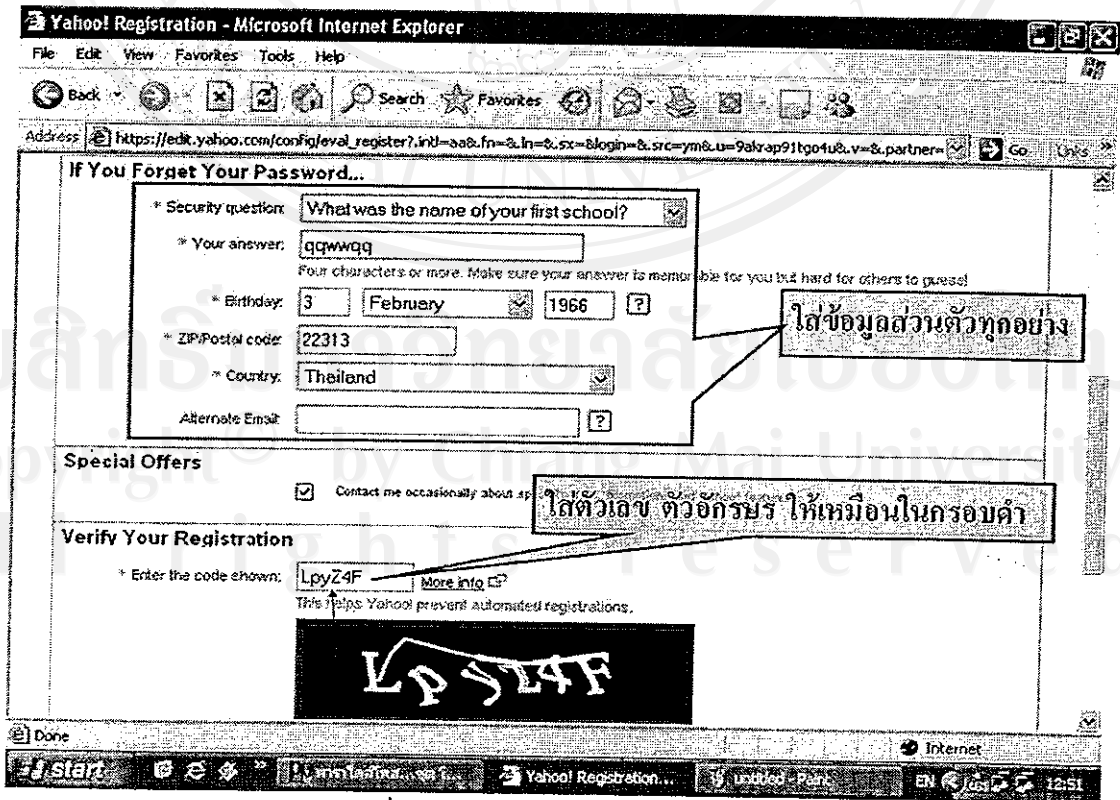 Yahoo! Registration - Microsoft Internet Explorer
File Edit View Favorites Tools Help
Back Search Favorites
Address https://edit.yahoo.com/config/eval_register?.intl=aa&.fn=&.ln=&.sx=&login=&.src=ym&.u=9akrap91tgo4u&.v=&.partner= Go Links »
If You Forget Your Password...
* Security question: What was the name of your first school?
* Your answer: qqwwqq
Four characters or more. Make sure your answer is memorable for you but hard for others to guess!
* Birthday: 3 February 1966 ?
ใส่ข้อมูลส่วนตัวทุกอย่าง
* ZIP/Postal code: 22313
* Country: Thailand
Alternate Email: ?
Special Offers
Contact me occasionally about sp
ใส่ตัวเลข ตัวอักษร ให้เหมือนในกรอบดำ
Verify Your Registration
* Enter the code shown: LpyZ4F More info
This helps Yahoo! prevent automated registrations.
LpyZ4F
Done Internet
start » Yahoo! Registration... untitled - Paint EN 12:51
by Chiang Mai University
rights reserved